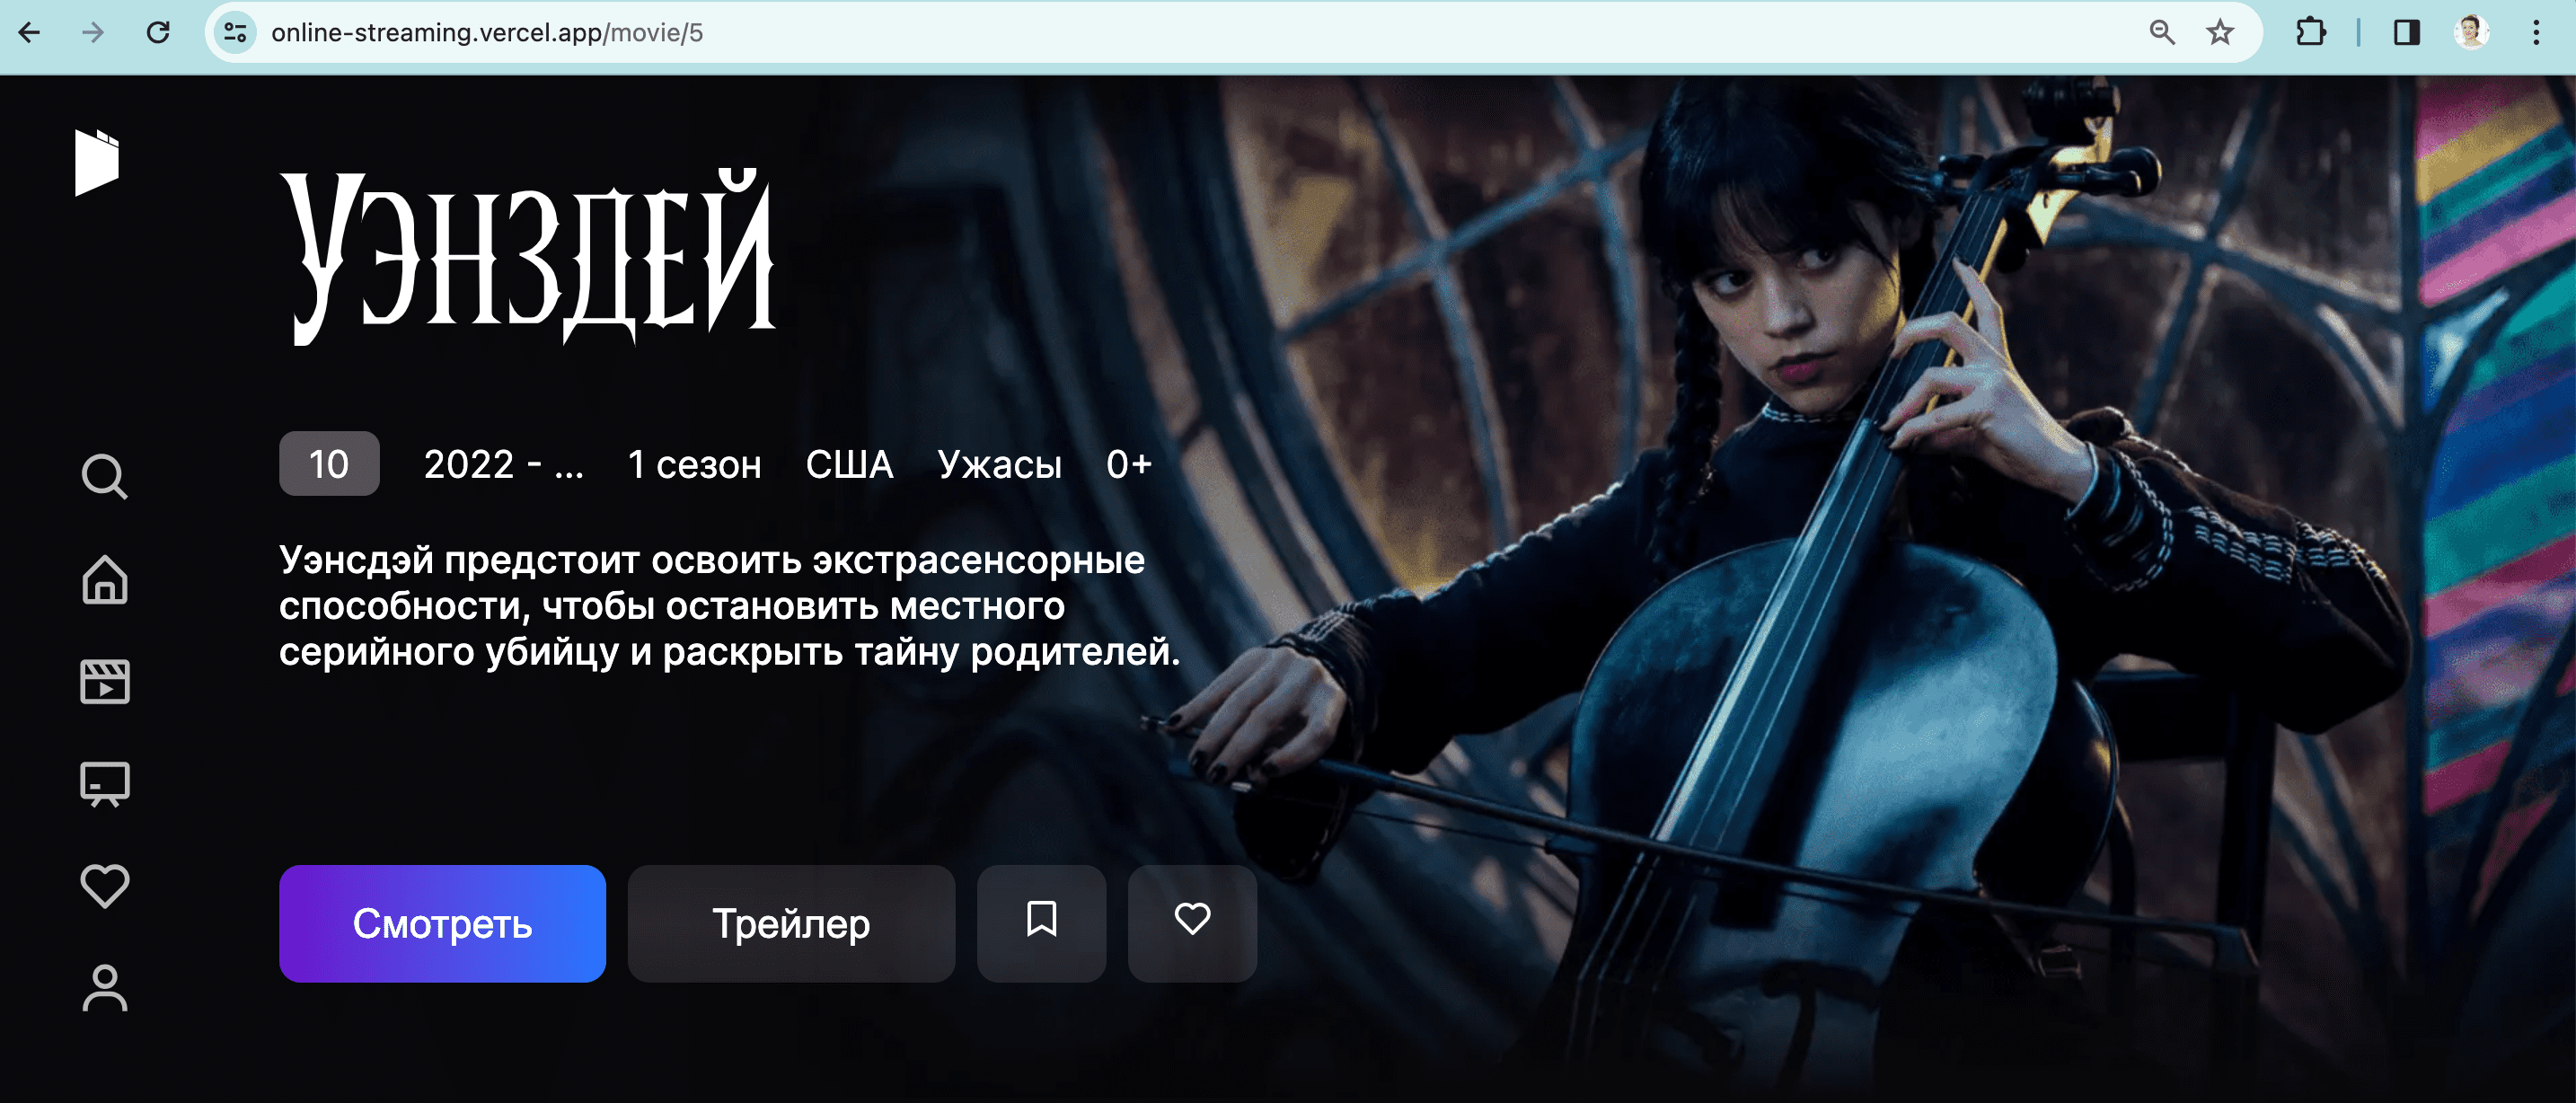 online-streaming.vercel.app/movie/5
Уэнздей
10 2022 - ... 1 сезон США Ужасы 0+
Уэнсдэй предстоит освоить экстрасенсорные
способности, чтобы остановить местного
серийного убийцу и раскрыть тайну родителей.
Смотреть Трейлер